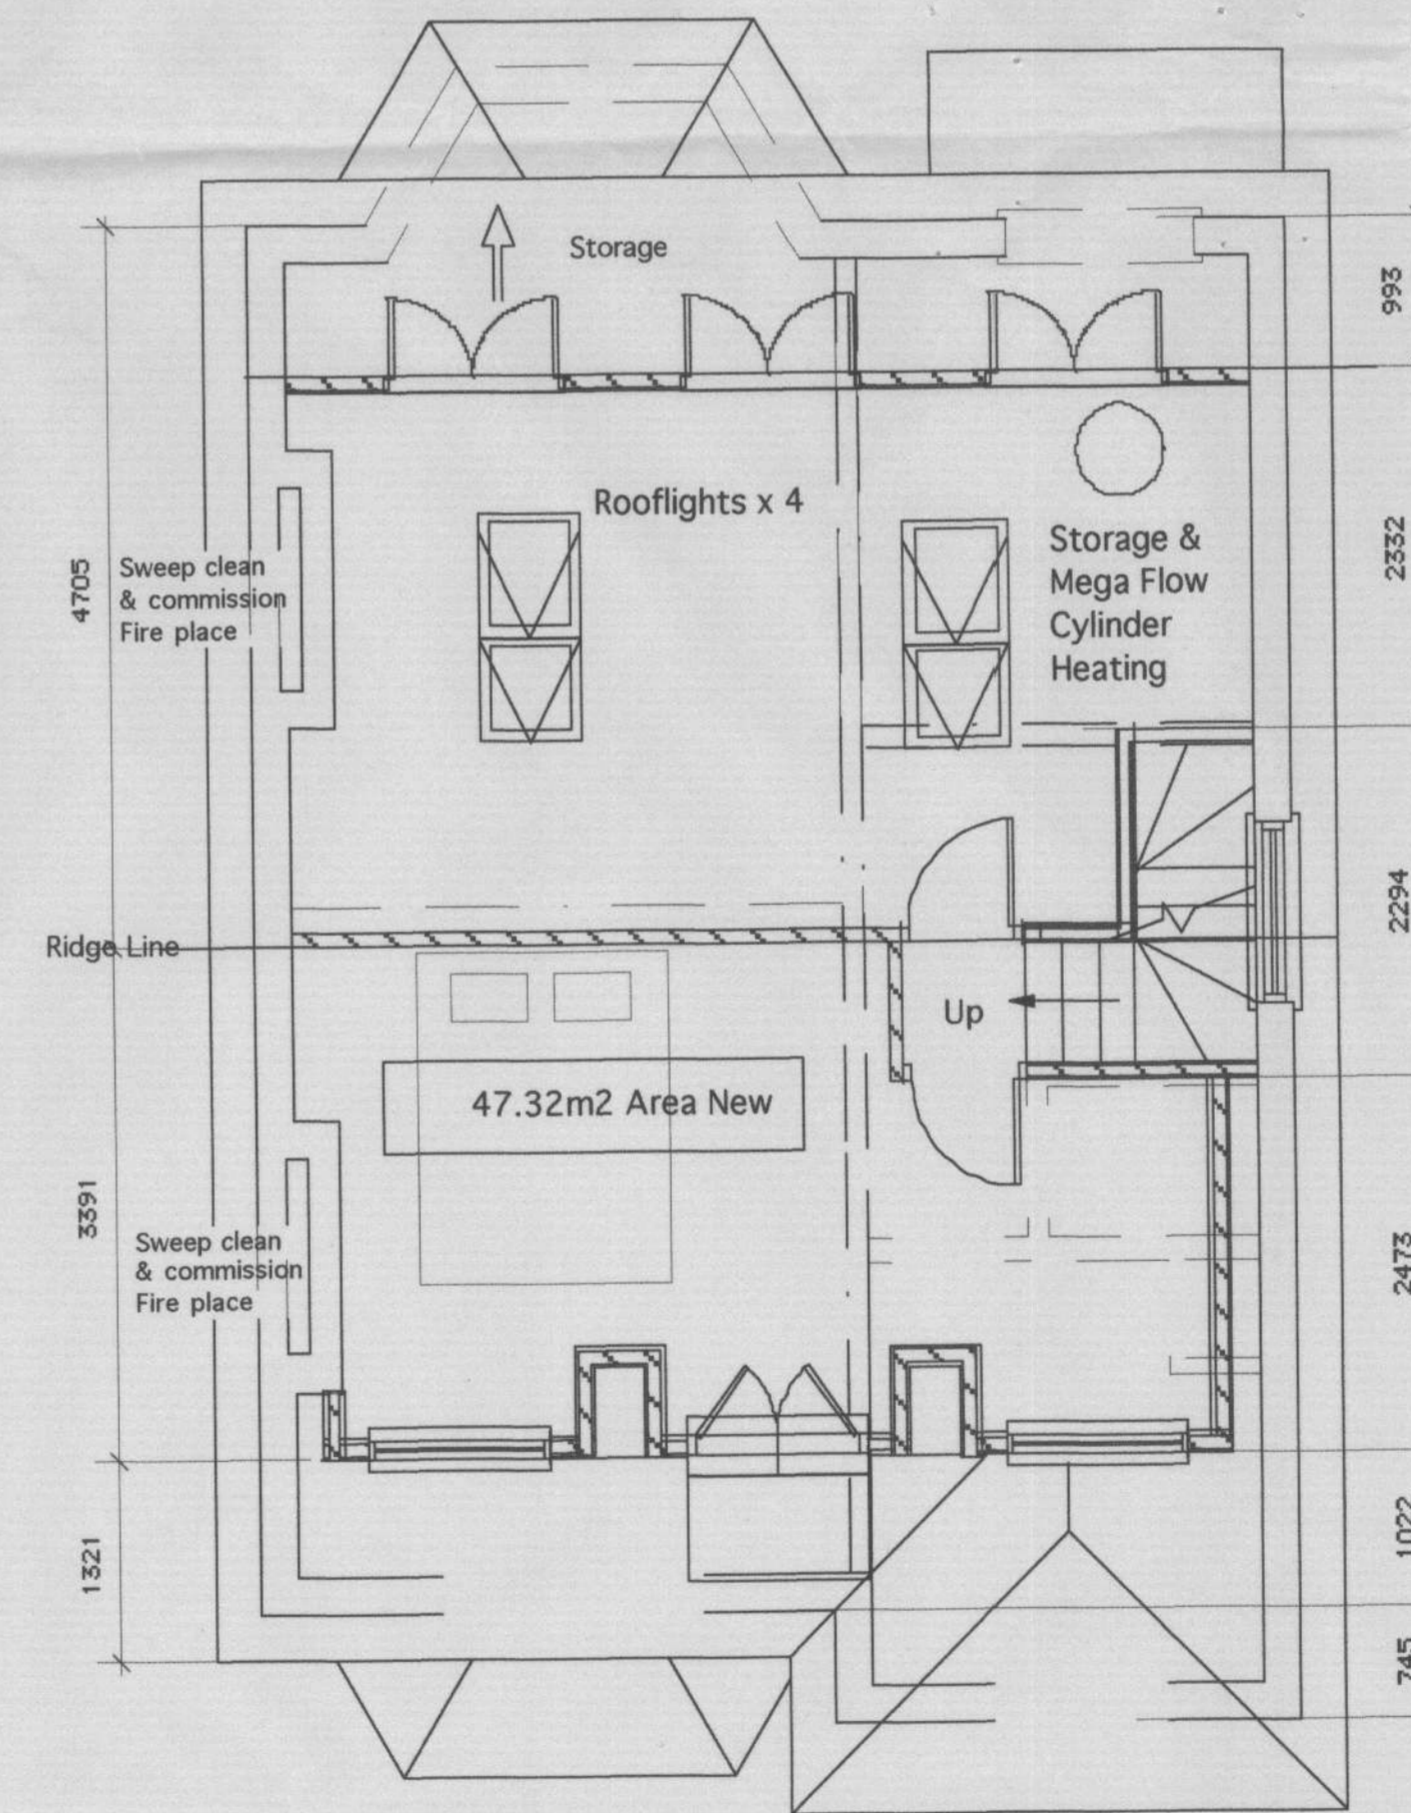 Storage
993
Rooflights x 4
Storage &
Mega Flow
Cylinder
Heating
2332
4705
Sweep clean
& commission
Fire place
2294
Ridge Line
Up
47.32m2 Area New
3391
Sweep clean
& commission
Fire place
2473
1321
1022
745